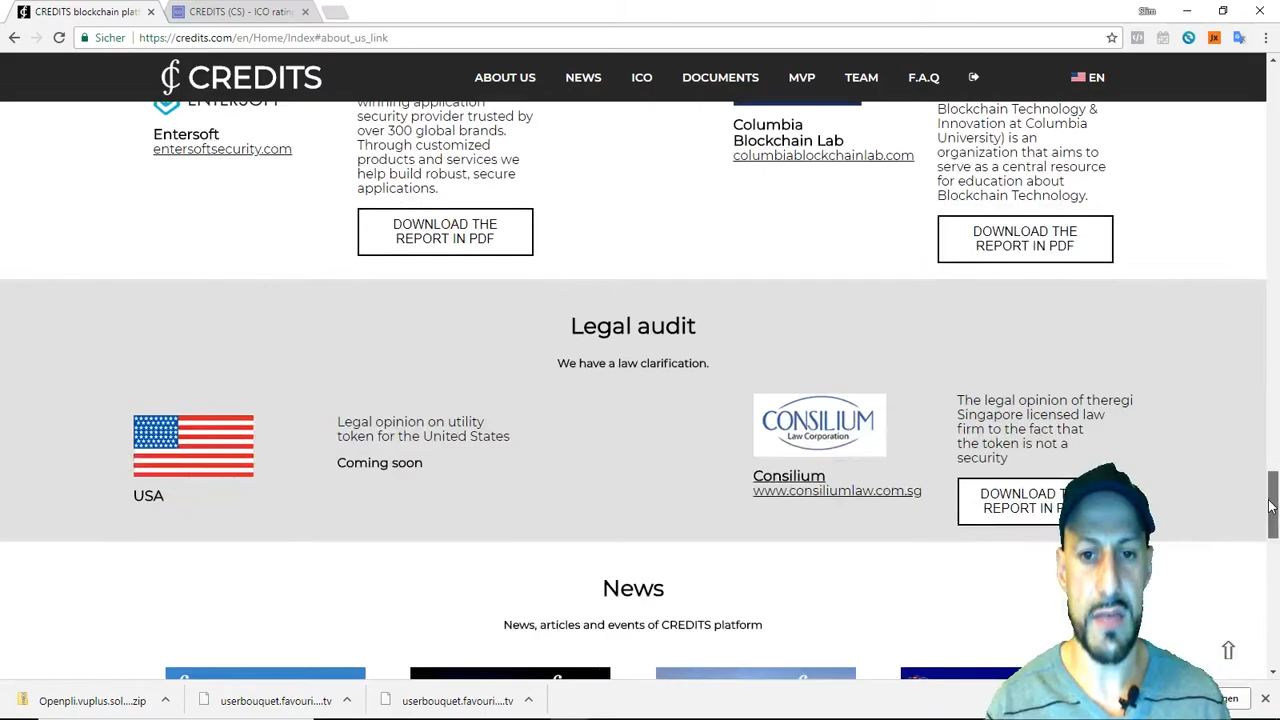 CREDITS blockchain plat
CREDITS (CS) - ICO rating
Slim
Sicher
https://credits.com/en/Home/Index#about_us_link
CREDITS
ABOUT US
NEWS
ICO
DOCUMENTS
MVP
TEAM
F.A.Q
EN
ENTERSOFT
Entersoft
entersoftsecurity.com
winning application
security provider trusted by
over 300 global brands.
Through customized
products and services we
help build robust, secure
applications.
DOWNLOAD THE
REPORT IN PDF
Columbia
Blockchain Lab
columbiablockchainlab.com
Blockchain Technology &
Innovation at Columbia
University) is an
organization that aims to
serve as a central resource
for education about
Blockchain Technology.
DOWNLOAD THE
REPORT IN PDF
Legal audit
We have a law clarification.
USA
Legal opinion on utility
token for the United States
Coming soon
CONSILIUM
Law Corporation
Consilium
www.consiliumlaw.com.sg
The legal opinion of theregi
Singapore licensed law
firm to the fact that
the token is not a
security
DOWNLOAD T
REPORT IN P
News
News, articles and events of CREDITS platform
Openpli.vuplus.sol....zip
userbouquet.favouri....tv
userbouquet.favouri....tv
gen